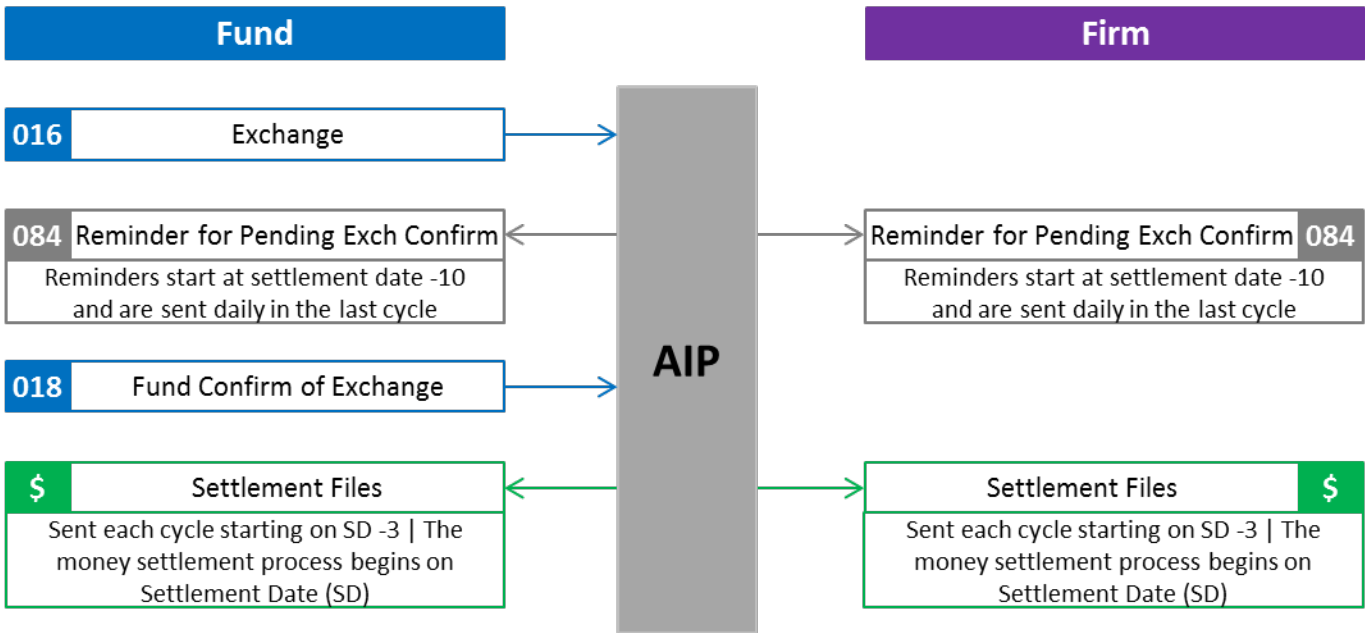 Fund
Firm
016 Exchange
084 Reminder for Pending Exch Confirm
Reminders start at settlement date -10
and are sent daily in the last cycle
Reminder for Pending Exch Confirm 084
Reminders start at settlement date -10
and are sent daily in the last cycle
AIP
018 Fund Confirm of Exchange
$ Settlement Files
Sent each cycle starting on SD -3 | The
money settlement process begins on
Settlement Date (SD)
Settlement Files $
Sent each cycle starting on SD -3 | The
money settlement process begins on
Settlement Date (SD)